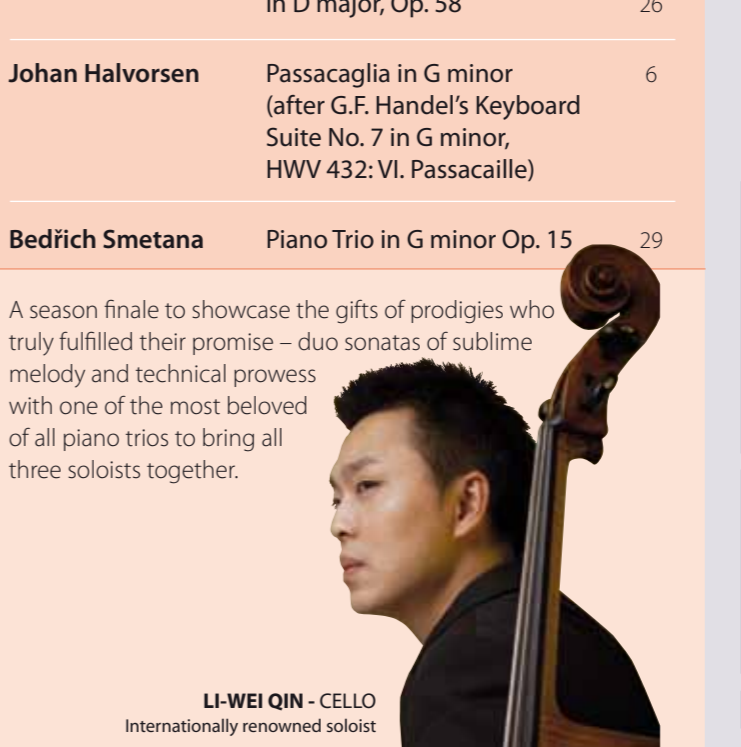 in D major, Op. 58 26
Johan Halvorsen Passacaglia in G minor 6
(after G.F. Handel’s Keyboard
Suite No. 7 in G minor,
HWV 432: VI. Passacaille)
Bedřich Smetana Piano Trio in G minor Op. 15 29
A season finale to showcase the gifts of prodigies who
truly fulfilled their promise – duo sonatas of sublime
melody and technical prowess
with one of the most beloved
of all piano trios to bring all
three soloists together.
LI-WEI QIN - CELLO
Internationally renowned soloist